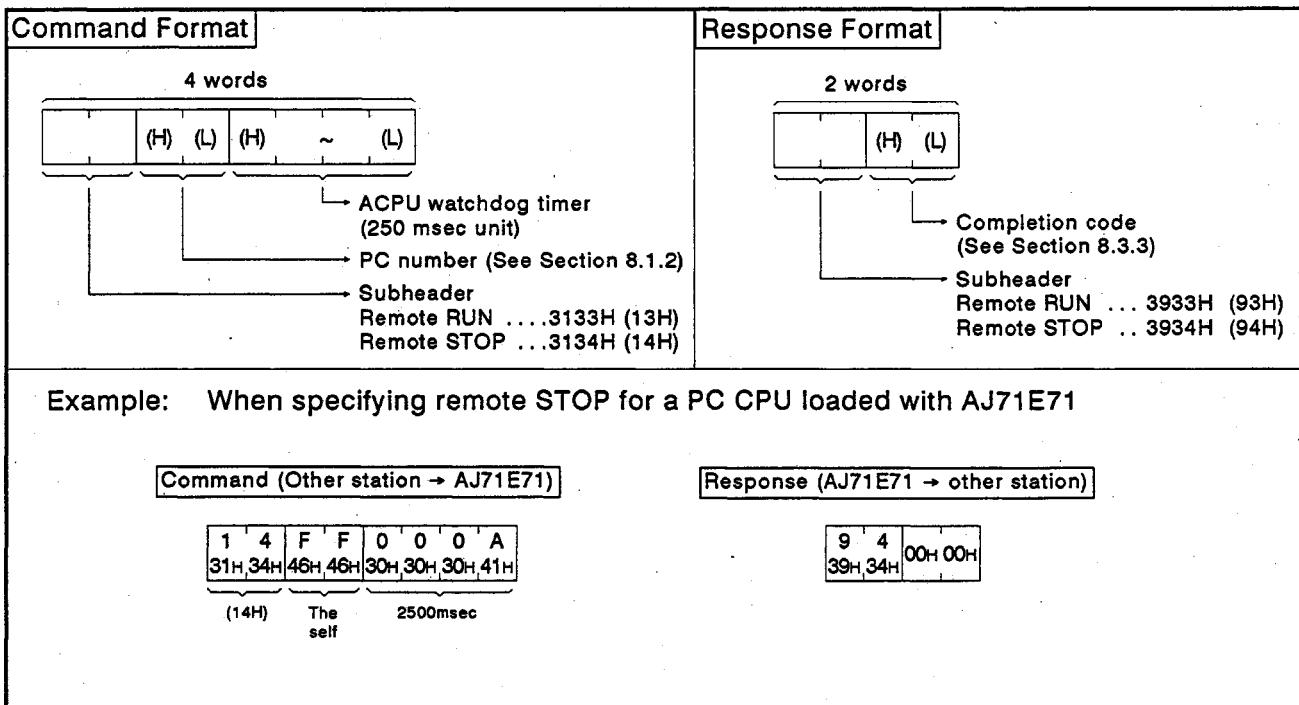 Command Format
4 words
(H) (L) (H) ~ (L)
ACPU watchdog timer
(250 msec unit)
PC number (See Section 8.1.2)
Subheader
Remote RUN ....3133H (13H)
Remote STOP ...3134H (14H)
Response Format
2 words
(H) (L)
Completion code
(See Section 8.3.3)
Subheader
Remote RUN ... 3933H (93H)
Remote STOP .. 3934H (94H)
Example: When specifying remote STOP for a PC CPU loaded with AJ71E71
Command (Other station → AJ71E71)
1 4 F F 0 0 0 A
31H 34H 46H 46H 30H 30H 30H 41H
(14H) The self 2500msec
Response (AJ71E71 → other station)
9 4
39H 34H 00H 00H